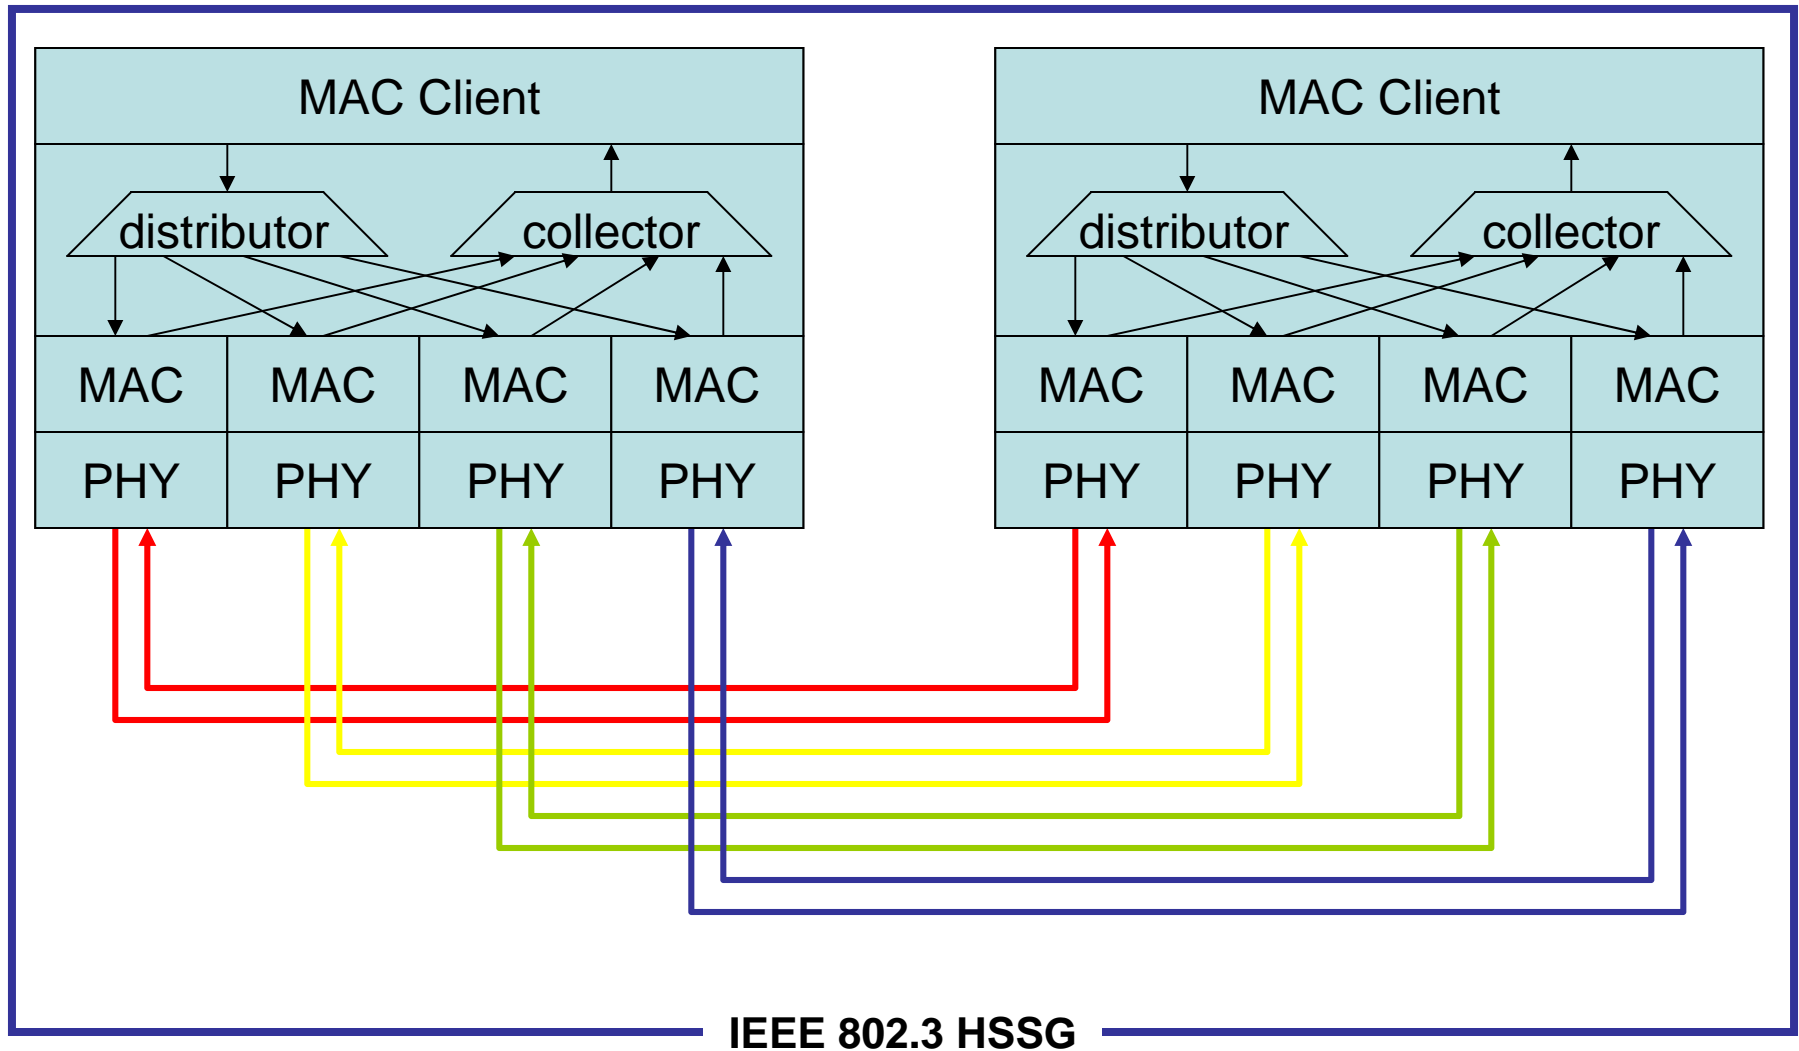 MAC Client MAC Client
distributor collector distributor collector
MAC MAC MAC MAC MAC MAC MAC MAC
PHY PHY PHY PHY PHY PHY PHY PHY
IEEE 802.3 HSSG